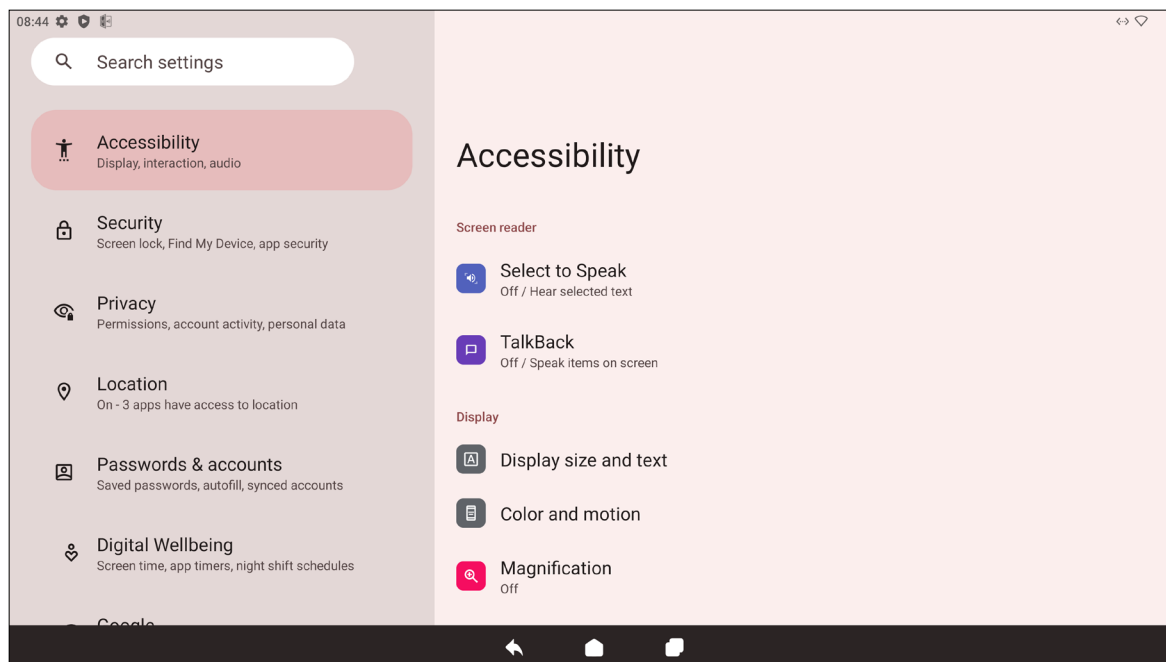 08:44
Search settings
Accessibility
Display, interaction, audio
Security
Screen lock, Find My Device, app security
Privacy
Permissions, account activity, personal data
Location
On - 3 apps have access to location
Passwords & accounts
Saved passwords, autofill, synced accounts
Digital Wellbeing
Screen time, app timers, night shift schedules
Google
Accessibility
Screen reader
Select to Speak
Off / Hear selected text
TalkBack
Off / Speak items on screen
Display
Display size and text
Color and motion
Magnification
Off